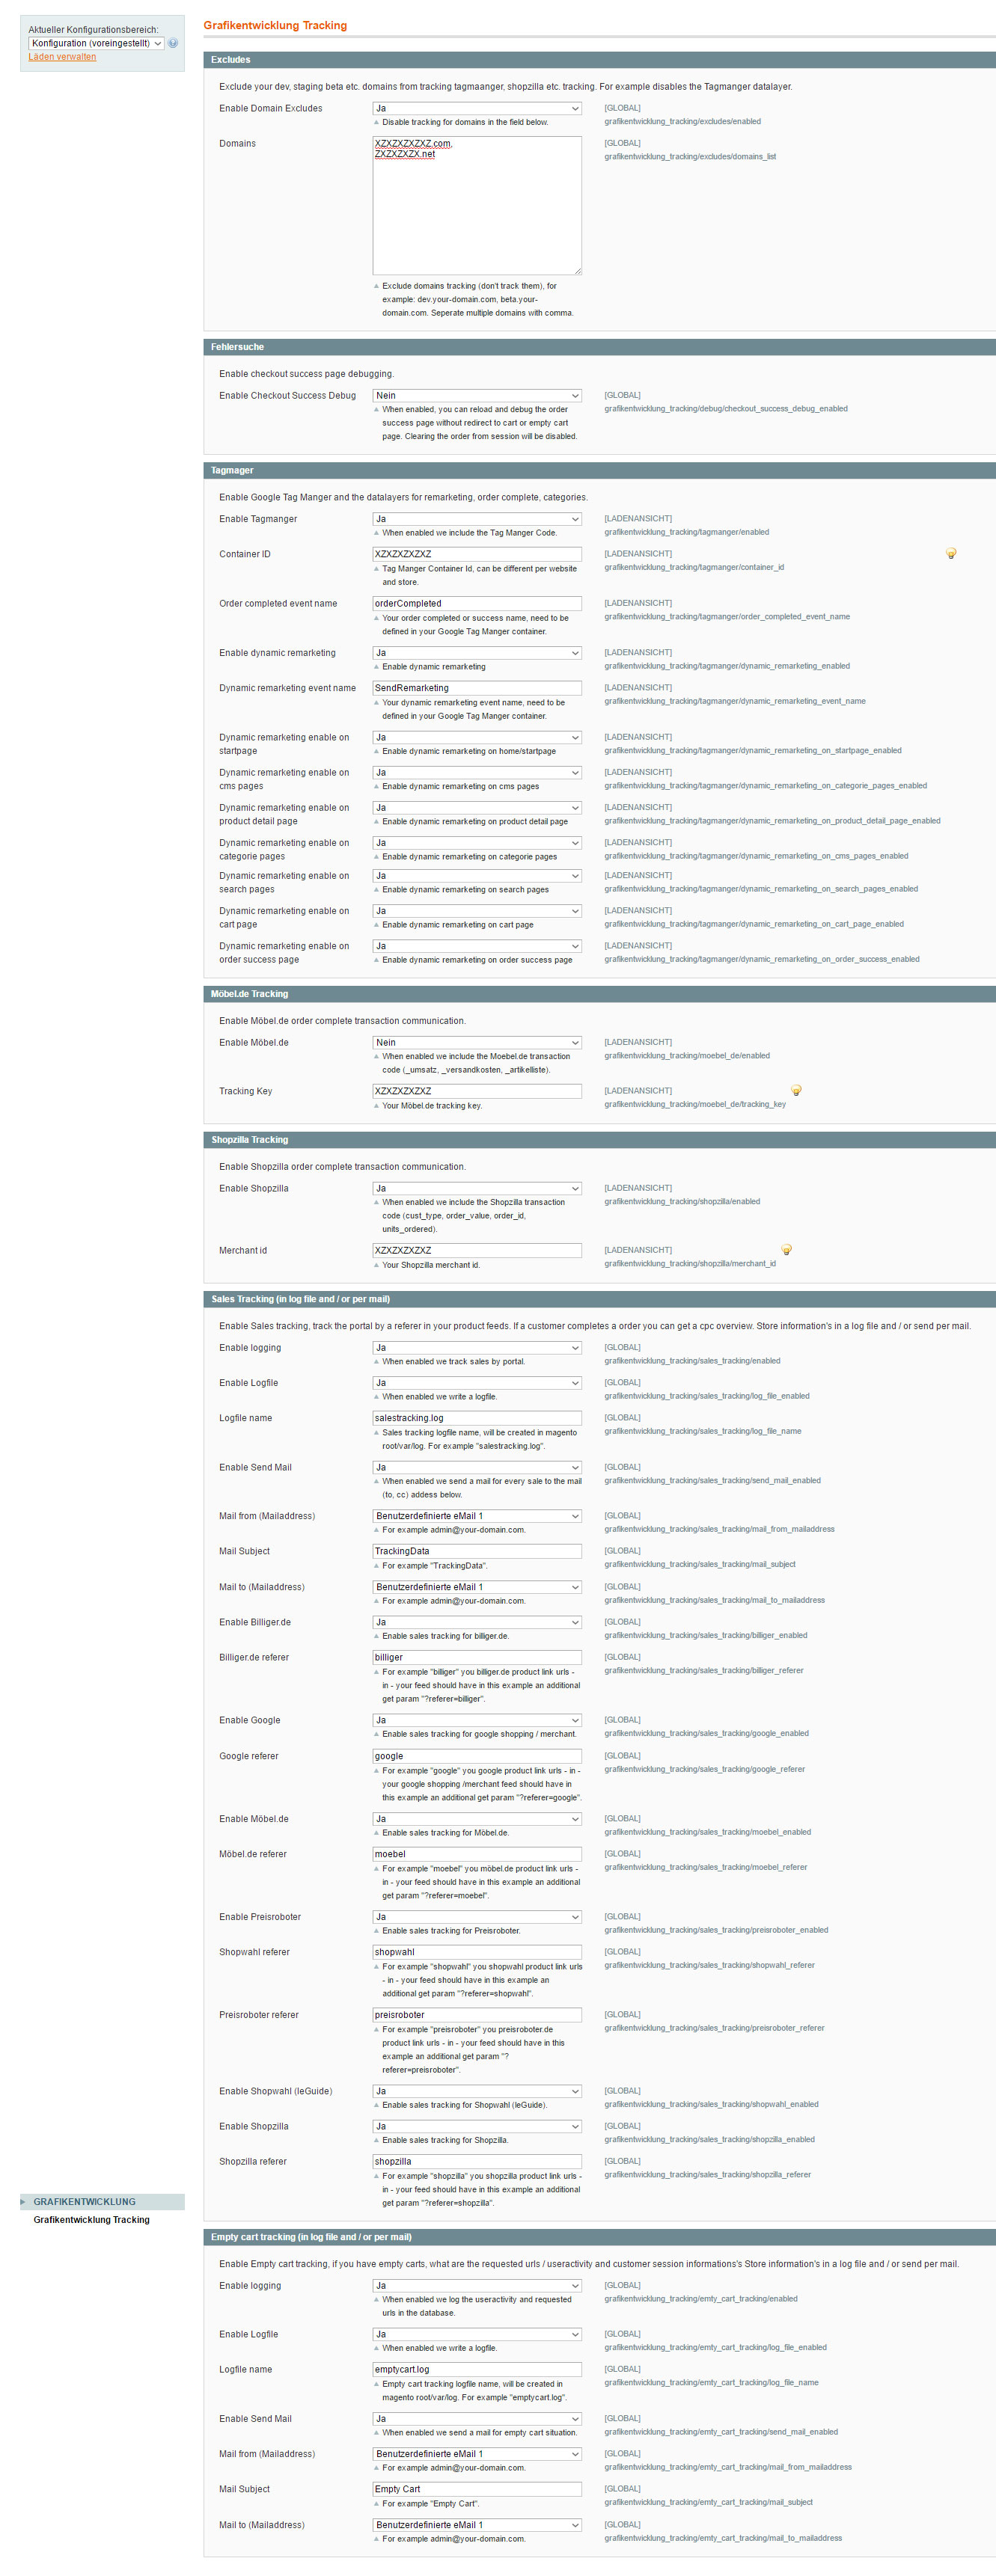 Aktueller Konfigurationsbereich:
Konfiguration (voreingestellt)
Läden verwalten
Grafikentwicklung Tracking
Excludes
Exclude your dev, staging beta etc. domains from tracking tagmaanger, shopzilla etc. tracking. For example disables the Tagmanger datalayer.
Enable Domain Excludes Ja [GLOBAL]
Disable tracking for domains in the field below. grafikentwicklung_tracking/excludes/enabled
Domains XZXZXZXZXZ.com, [GLOBAL]
ZXZXZXZX.net grafikentwicklung_tracking/excludes/domains_list
Exclude domains tracking (don't track them), for
example: dev.your-domain.com, beta.your-
domain.com. Seperate multiple domains with comma.
Fehlersuche
Enable checkout success page debugging.
Enable Checkout Success Debug Nein [GLOBAL]
When enabled, you can reload and debug the order grafikentwicklung_tracking/debug/checkout_success_debug_enabled
success page without redirect to cart or empty cart
page. Clearing the order from session will be disabled.
Tagmager
Enable Google Tag Manger and the datalayers for remarketing, order complete, categories.
Enable Tagmanger Ja [LADENANSICHT]
When enabled we include the Tag Manger Code. grafikentwicklung_tracking/tagmanger/enabled
Container ID XZXZXZXZXZ [LADENANSICHT]
Tag Manger Container Id, can be different per website grafikentwicklung_tracking/tagmanger/container_id
and store.
Order completed event name orderCompleted [LADENANSICHT]
Your order completed or success name, need to be grafikentwicklung_tracking/tagmanger/order_completed_event_name
defined in your Google Tag Manger container.
Enable dynamic remarketing Ja [LADENANSICHT]
Enable dynamic remarketing grafikentwicklung_tracking/tagmanger/dynamic_remarketing_enabled
Dynamic remarketing event name SendRemarketing [LADENANSICHT]
Your dynamic remarketing event name, need to be grafikentwicklung_tracking/tagmanger/dynamic_remarketing_event_name
defined in your Google Tag Manger container.
Dynamic remarketing enable on Ja [LADENANSICHT]
startpage Enable dynamic remarketing on home/startpage grafikentwicklung_tracking/tagmanger/dynamic_remarketing_on_startpage_enabled
Dynamic remarketing enable on Ja [LADENANSICHT]
cms pages Enable dynamic remarketing on cms pages grafikentwicklung_tracking/tagmanger/dynamic_remarketing_on_categorie_pages_enabled
Dynamic remarketing enable on Ja [LADENANSICHT]
product detail page Enable dynamic remarketing on product detail page grafikentwicklung_tracking/tagmanger/dynamic_remarketing_on_product_detail_page_enabled
Dynamic remarketing enable on Ja [LADENANSICHT]
categorie pages Enable dynamic remarketing on categorie pages grafikentwicklung_tracking/tagmanger/dynamic_remarketing_on_cms_pages_enabled
Dynamic remarketing enable on Ja [LADENANSICHT]
search pages Enable dynamic remarketing on search pages grafikentwicklung_tracking/tagmanger/dynamic_remarketing_on_search_pages_enabled
Dynamic remarketing enable on Ja [LADENANSICHT]
cart page Enable dynamic remarketing on cart page grafikentwicklung_tracking/tagmanger/dynamic_remarketing_on_cart_page_enabled
Dynamic remarketing enable on Ja [LADENANSICHT]
order success page Enable dynamic remarketing on order success page grafikentwicklung_tracking/tagmanger/dynamic_remarketing_on_order_success_enabled
Möbel.de Tracking
Enable Möbel.de order complete transaction communication.
Enable Möbel.de Nein [LADENANSICHT]
When enabled we include the Moebel.de transaction grafikentwicklung_tracking/moebel_de/enabled
code (_umsatz, _versandkosten, _artikelliste).
Tracking Key XZXZXZXZXZ [LADENANSICHT]
Your Möbel.de tracking key. grafikentwicklung_tracking/moebel_de/tracking_key
Shopzilla Tracking
Enable Shopzilla order complete transaction communication.
Enable Shopzilla Ja [LADENANSICHT]
When enabled we include the Shopzilla transaction grafikentwicklung_tracking/shopzilla/enabled
code (cust_type, order_value, order_id,
units_ordered).
Merchant id XZXZXZXZXZ [LADENANSICHT]
Your Shopzilla merchant id. grafikentwicklung_tracking/shopzilla/merchant_id
Sales Tracking (in log file and / or per mail)
Enable Sales tracking, track the portal by a referer in your product feeds. If a customer completes a order you can get a cpc overview. Store information's in a log file and / or send per mail.
Enable logging Ja [GLOBAL]
When enabled we track sales by portal. grafikentwicklung_tracking/sales_tracking/enabled
Enable Logfile Ja [GLOBAL]
When enabled we write a logfile. grafikentwicklung_tracking/sales_tracking/log_file_enabled
Logfile name salestracking.log [GLOBAL]
Sales tracking logfile name, will be created in magento grafikentwicklung_tracking/sales_tracking/log_file_name
root/var/log. For example "salestracking.log".
Enable Send Mail Ja [GLOBAL]
When enabled we send a mail for every sale to the mail grafikentwicklung_tracking/sales_tracking/send_mail_enabled
(to, cc) addess below.
Mail from (Mailaddress) Benutzerdefinierte eMail 1 [GLOBAL]
For example admin@your-domain.com. grafikentwicklung_tracking/sales_tracking/mail_from_mailaddress
Mail Subject TrackingData [GLOBAL]
For example "TrackingData". grafikentwicklung_tracking/sales_tracking/mail_subject
Mail to (Mailaddress) Benutzerdefinierte eMail 1 [GLOBAL]
For example admin@your-domain.com. grafikentwicklung_tracking/sales_tracking/mail_to_mailaddress
Enable Billiger.de Ja [GLOBAL]
Enable sales tracking for billiger.de. grafikentwicklung_tracking/sales_tracking/billiger_enabled
Billiger.de referer billiger [GLOBAL]
For example "billiger" you billiger.de product link urls - grafikentwicklung_tracking/sales_tracking/billiger_referer
in - your feed should have in this example an additional
get param "?referer=billiger".
Enable Google Ja [GLOBAL]
Enable sales tracking for google shopping / merchant. grafikentwicklung_tracking/sales_tracking/google_enabled
Google referer google [GLOBAL]
For example "google" you google product link urls - in - grafikentwicklung_tracking/sales_tracking/google_referer
your google shopping /merchant feed should have in
this example an additional get param "?referer=google".
Enable Möbel.de Ja [GLOBAL]
Enable sales tracking for Möbel.de. grafikentwicklung_tracking/sales_tracking/moebel_enabled
Möbel.de referer moebel [GLOBAL]
For example "moebel" you möbel.de product link urls - grafikentwicklung_tracking/sales_tracking/moebel_referer
in - your feed should have in this example an additional
get param "?referer=moebel".
Enable Preisroboter Ja [GLOBAL]
Enable sales tracking for Preisroboter. grafikentwicklung_tracking/sales_tracking/preisroboter_enabled
Shopwahl referer shopwahl [GLOBAL]
For example "shopwahl" you shopwahl product link urls grafikentwicklung_tracking/sales_tracking/shopwahl_referer
- in - your feed should have in this example an
additional get param "?referer=shopwahl".
Preisroboter referer preisroboter [GLOBAL]
For example "preisroboter" you preisroboter.de grafikentwicklung_tracking/sales_tracking/preisroboter_referer
product link urls - in - your feed should have in this
example an additional get param "?
referer=preisroboter".
Enable Shopwahl (leGuide) Ja [GLOBAL]
Enable sales tracking for Shopwahl (leGuide). grafikentwicklung_tracking/sales_tracking/shopwahl_enabled
Enable Shopzilla Ja [GLOBAL]
Enable sales tracking for Shopzilla. grafikentwicklung_tracking/sales_tracking/shopzilla_enabled
Shopzilla referer shopzilla [GLOBAL]
For example "shopzilla" you shopzilla product link urls - grafikentwicklung_tracking/sales_tracking/shopzilla_referer
in - your feed should have in this example an additional
get param "?referer=shopzilla".
GRAFIKENTWICKLUNG
Grafikentwicklung Tracking
Empty cart tracking (in log file and / or per mail)
Enable Empty cart tracking, if you have empty carts, what are the requested urls / useractivity and customer session informations's Store information's in a log file and / or send per mail.
Enable logging Ja [GLOBAL]
When enabled we log the useractivity and requested grafikentwicklung_tracking/emty_cart_tracking/enabled
urls in the database.
Enable Logfile Ja [GLOBAL]
When enabled we write a logfile. grafikentwicklung_tracking/emty_cart_tracking/log_file_enabled
Logfile name emptycart.log [GLOBAL]
Empty cart tracking logfile name, will be created in grafikentwicklung_tracking/emty_cart_tracking/log_file_name
magento root/var/log. For example "emptycart.log".
Enable Send Mail Ja [GLOBAL]
When enabled we send a mail for empty cart situation. grafikentwicklung_tracking/emty_cart_tracking/send_mail_enabled
Mail from (Mailaddress) Benutzerdefinierte eMail 1 [GLOBAL]
For example admin@your-domain.com. grafikentwicklung_tracking/emty_cart_tracking/mail_from_mailaddress
Mail Subject Empty Cart [GLOBAL]
For example "Empty Cart". grafikentwicklung_tracking/emty_cart_tracking/mail_subject
Mail to (Mailaddress) Benutzerdefinierte eMail 1 [GLOBAL]
For example admin@your-domain.com. grafikentwicklung_tracking/emty_cart_tracking/mail_to_mailaddress